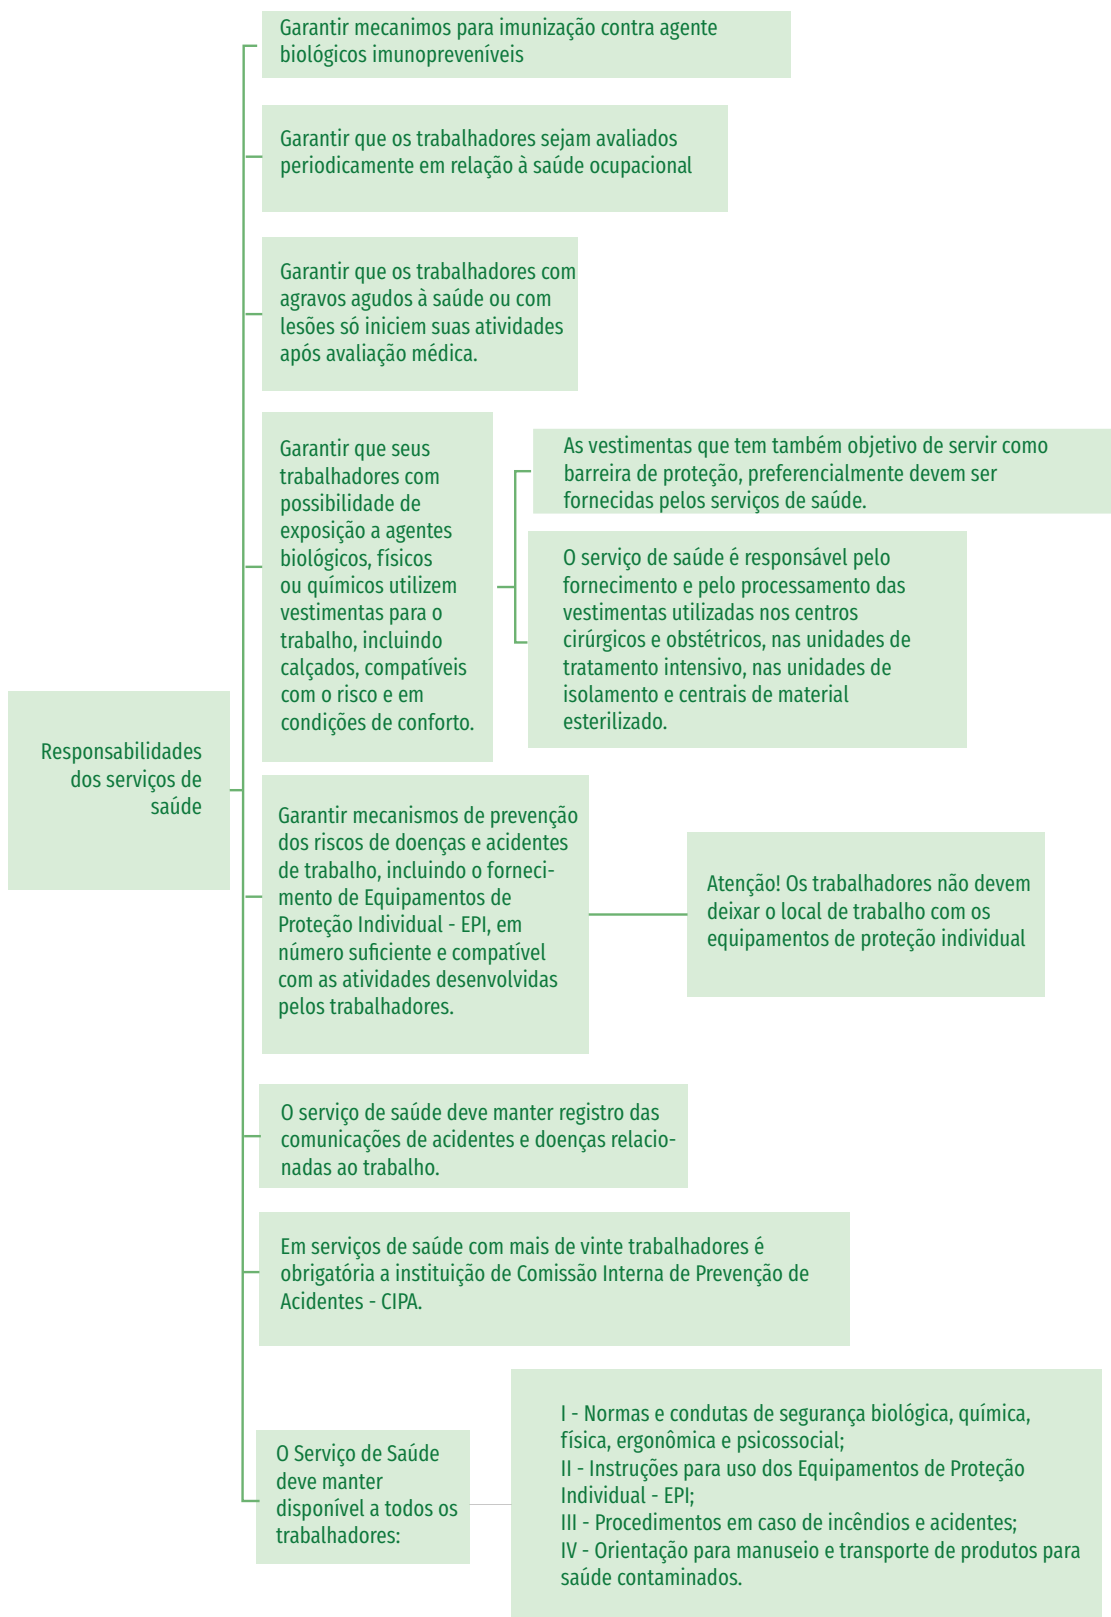 Garantir mecanimos para imunização contra agente
biológicos imunopreveníveis
Garantir que os trabalhadores sejam avaliados
periodicamente em relação à saúde ocupacional
Garantir que os trabalhadores com
agravos agudos à saúde ou com
lesões só iniciem suas atividades
após avaliação médica.
Garantir que seus
trabalhadores com
possibilidade de
exposição a agentes
biológicos, físicos
ou químicos utilizem
vestimentas para o
trabalho, incluindo
calçados, compatíveis
com o risco e em
condições de conforto.
As vestimentas que tem também objetivo de servir como
barreira de proteção, preferencialmente devem ser
fornecidas pelos serviços de saúde.
O serviço de saúde é responsável pelo
fornecimento e pelo processamento das
vestimentas utilizadas nos centros
cirúrgicos e obstétricos, nas unidades de
tratamento intensivo, nas unidades de
isolamento e centrais de material
esterilizado.
Responsabilidades
dos serviços de
saúde
Garantir mecanismos de prevenção
dos riscos de doenças e acidentes
de trabalho, incluindo o forneci-
mento de Equipamentos de
Proteção Individual - EPI, em
número suficiente e compatível
com as atividades desenvolvidas
pelos trabalhadores.
Atenção! Os trabalhadores não devem
deixar o local de trabalho com os
equipamentos de proteção individual
O serviço de saúde deve manter registro das
comunicações de acidentes e doenças relacio-
nadas ao trabalho.
Em serviços de saúde com mais de vinte trabalhadores é
obrigatória a instituição de Comissão Interna de Prevenção de
Acidentes - CIPA.
O Serviço de Saúde
deve manter
disponível a todos os
trabalhadores:
I - Normas e condutas de segurança biológica, química,
física, ergonômica e psicossocial;
II - Instruções para uso dos Equipamentos de Proteção
Individual - EPI;
III - Procedimentos em caso de incêndios e acidentes;
IV - Orientação para manuseio e transporte de produtos para
saúde contaminados.